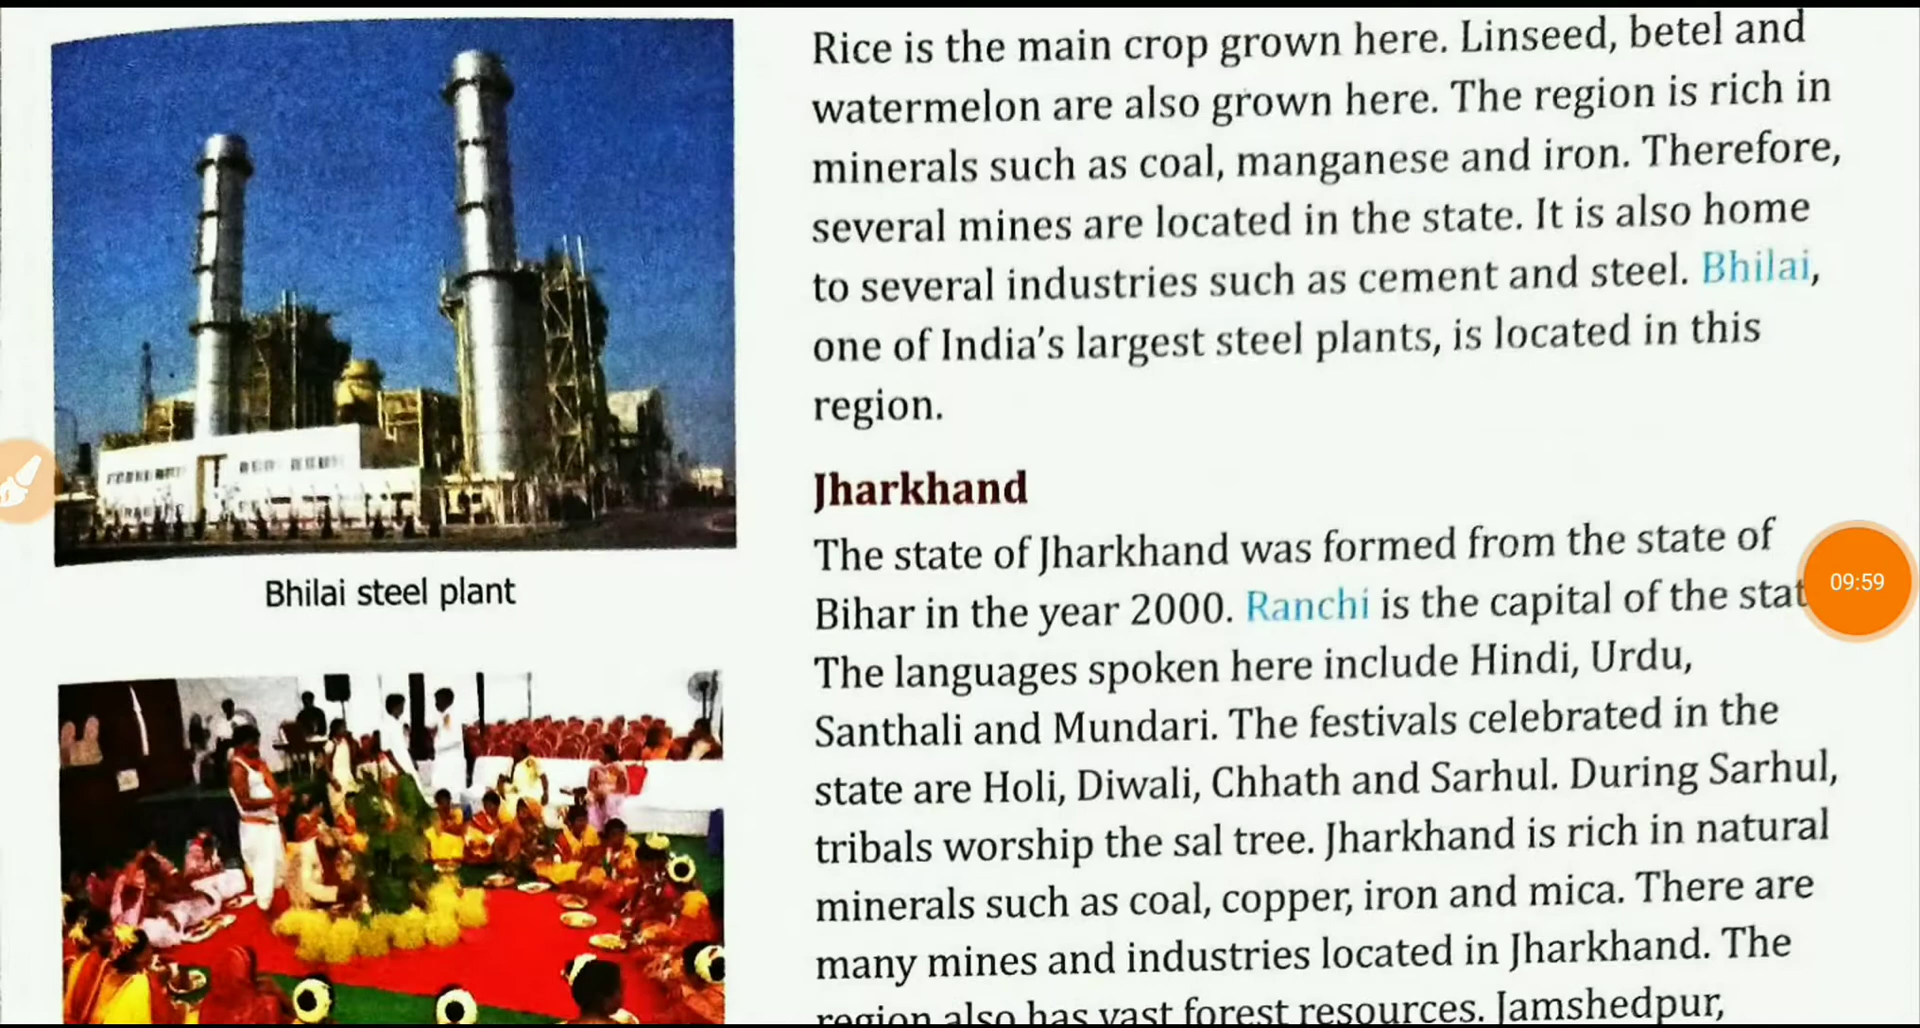 Rice is the main crop grown here. Linseed, betel and
watermelon are also grown here. The region is rich in
minerals such as coal, manganese and iron. Therefore,
several mines are located in the state. It is also home
to several industries such as cement and steel. Bhilai,
one of India's largest steel plants, is located in this
region.
Bhilai steel plant
Jharkhand
The state of Jharkhand was formed from the state of
Bihar in the year 2000. Ranchi is the capital of the stat
The languages spoken here include Hindi, Urdu,
Santhali and Mundari. The festivals celebrated in the
state are Holi, Diwali, Chhath and Sarhul. During Sarhul,
tribals worship the sal tree. Jharkhand is rich in natural
minerals such as coal, copper, iron and mica. There are
many mines and industries located in Jharkhand. The
region also has vast forest resources. Jamshedpur,
09:59